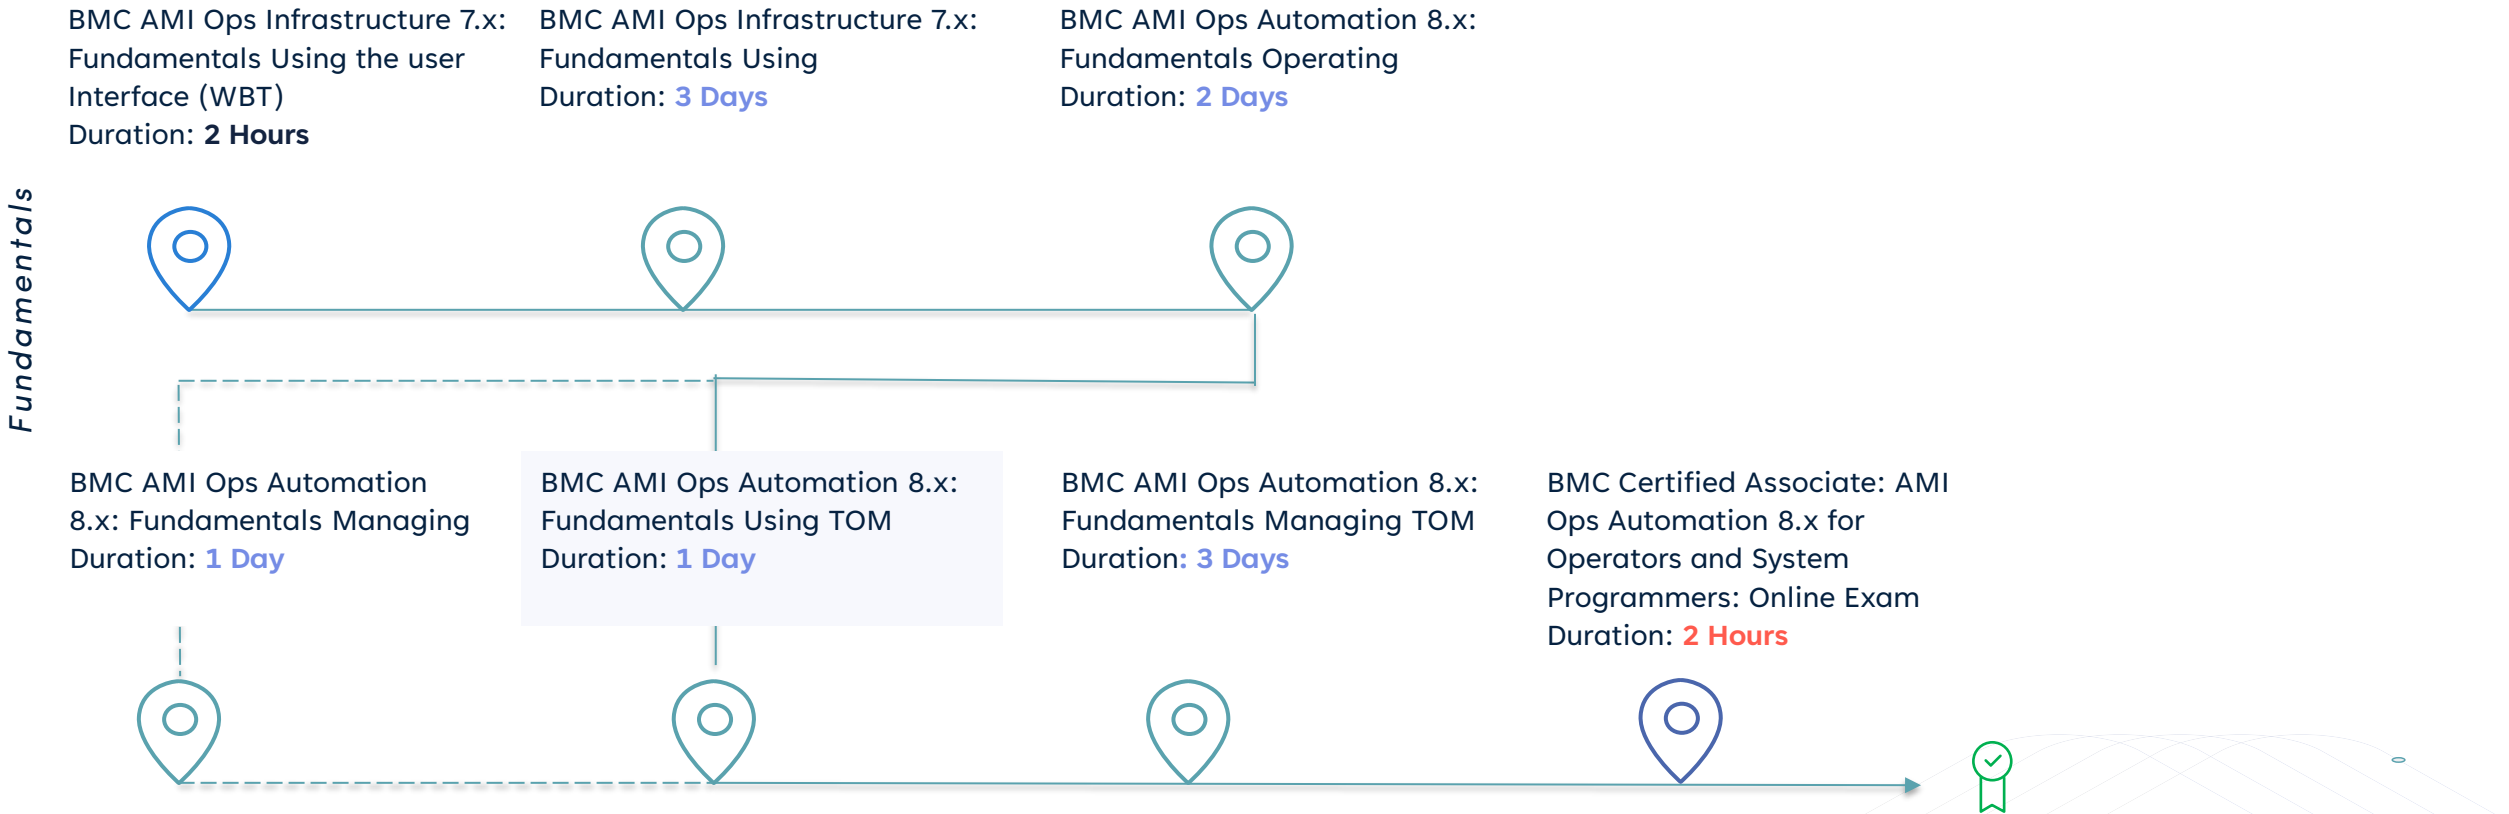 BMC AMI Ops Infrastructure 7.x:
Fundamentals Using the user
Interface (WBT)
Duration: 2 Hours
BMC AMI Ops Infrastructure 7.x:
Fundamentals Using
Duration: 3 Days
BMC AMI Ops Automation 8.x:
Fundamentals Operating
Duration: 2 Days
Fundamentals
BMC AMI Ops Automation
8.x: Fundamentals Managing
Duration: 1 Day
BMC AMI Ops Automation 8.x:
Fundamentals Using TOM
Duration: 1 Day
BMC AMI Ops Automation 8.x:
Fundamentals Managing TOM
Duration: 3 Days
BMC Certified Associate: AMI
Ops Automation 8.x for
Operators and System
Programmers: Online Exam
Duration: 2 Hours